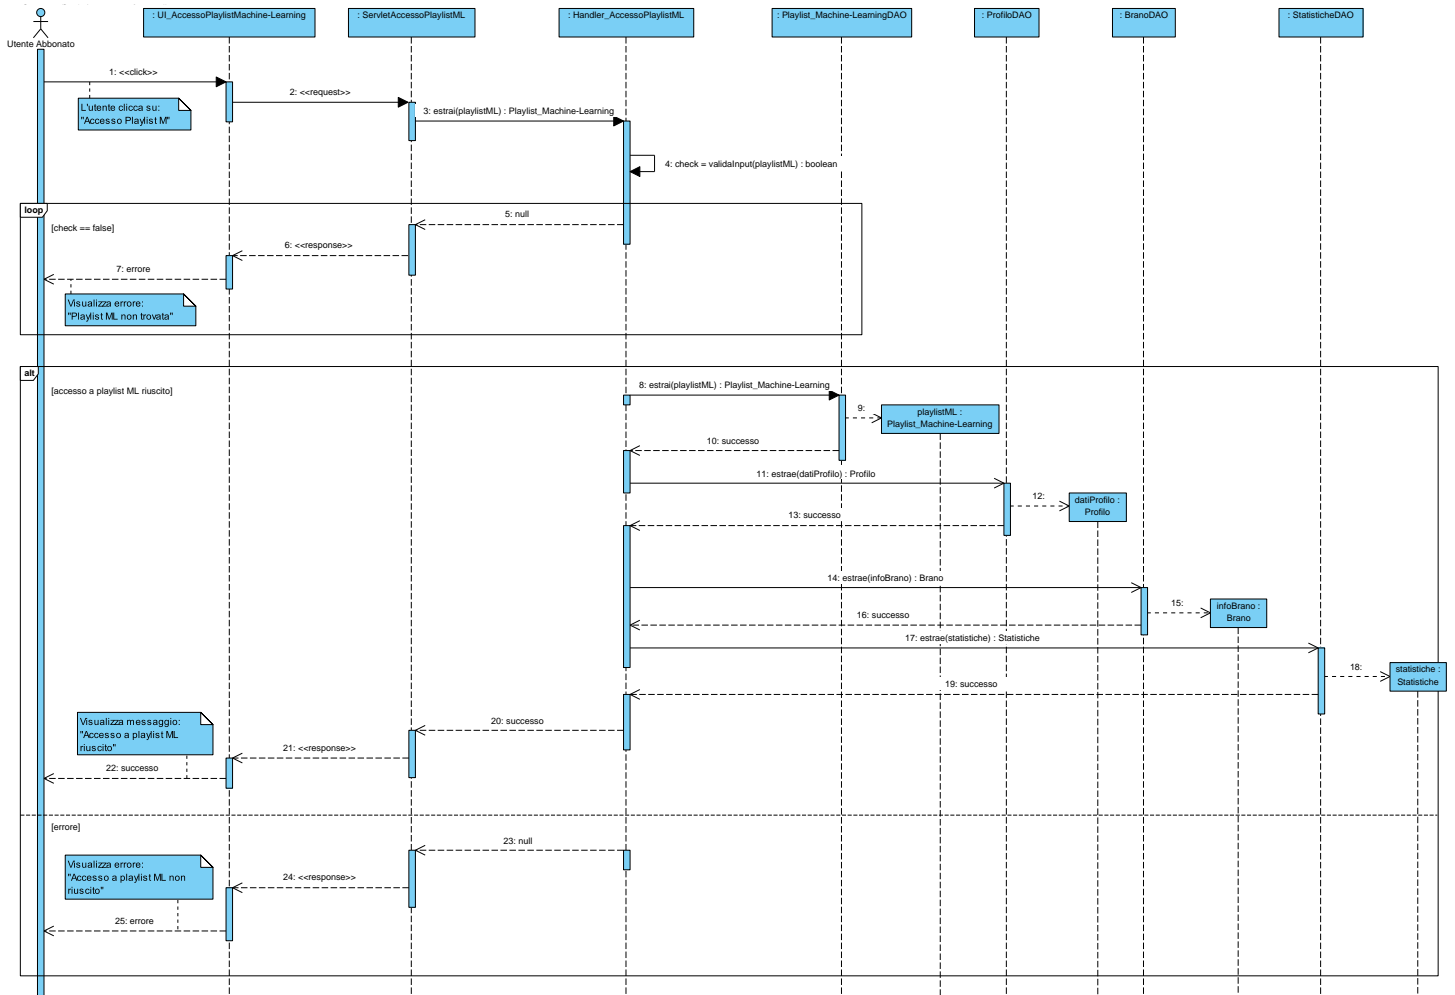 : UI_AccessoPlaylistMachine-Learning
: ServletAccessoPlaylistML
: Handler_AccessoPlaylistML
: Playlist_Machine-LearningDAO
: ProfiloDAO
: BranoDAO
: StatisticheDAO
Utente Abbonato
1: <<click>>
L'utente clicca su:
"Accesso Playlist M"
2: <<request>>
3: estrai(playlistML) : Playlist_Machine-Learning
4: check = validaInput(playlistML) : boolean
loop
[check == false]
5: null
6: <<response>>
7: errore
Visualizza errore:
"Playlist ML non trovata"
alt
[accesso a playlist ML riuscito]
8: estrai(playlistML) : Playlist_Machine-Learning
9:
playlistML :
Playlist_Machine-Learning
10: successo
11: estrae(datiProfilo) : Profilo
12:
datiProfilo :
Profilo
13: successo
14: estrae(infoBrano) : Brano
15:
infoBrano :
Brano
16: successo
17: estrae(statistiche) : Statistiche
18:
statistiche :
Statistiche
19: successo
20: successo
Visualizza messaggio:
"Accesso a playlist ML
riuscito"
21: <<response>>
22: successo
[errore]
23: null
Visualizza errore:
"Accesso a playlist ML non
riuscito"
24: <<response>>
25: errore